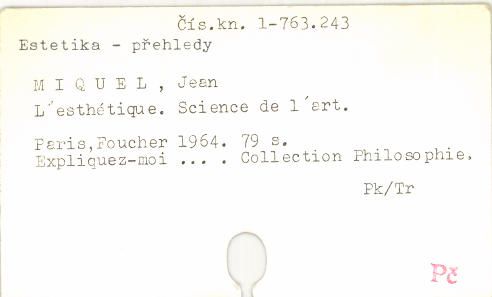 Čís.kn. 1-763.243
Estetika - přehledy
M I Q U E L , Jean
L´esthétique. Science de l´art.
Paris,Foucher 1964. 79 s.
Expliquez-moi ... . Collection Philosophie.
Pk/Tr
Pč